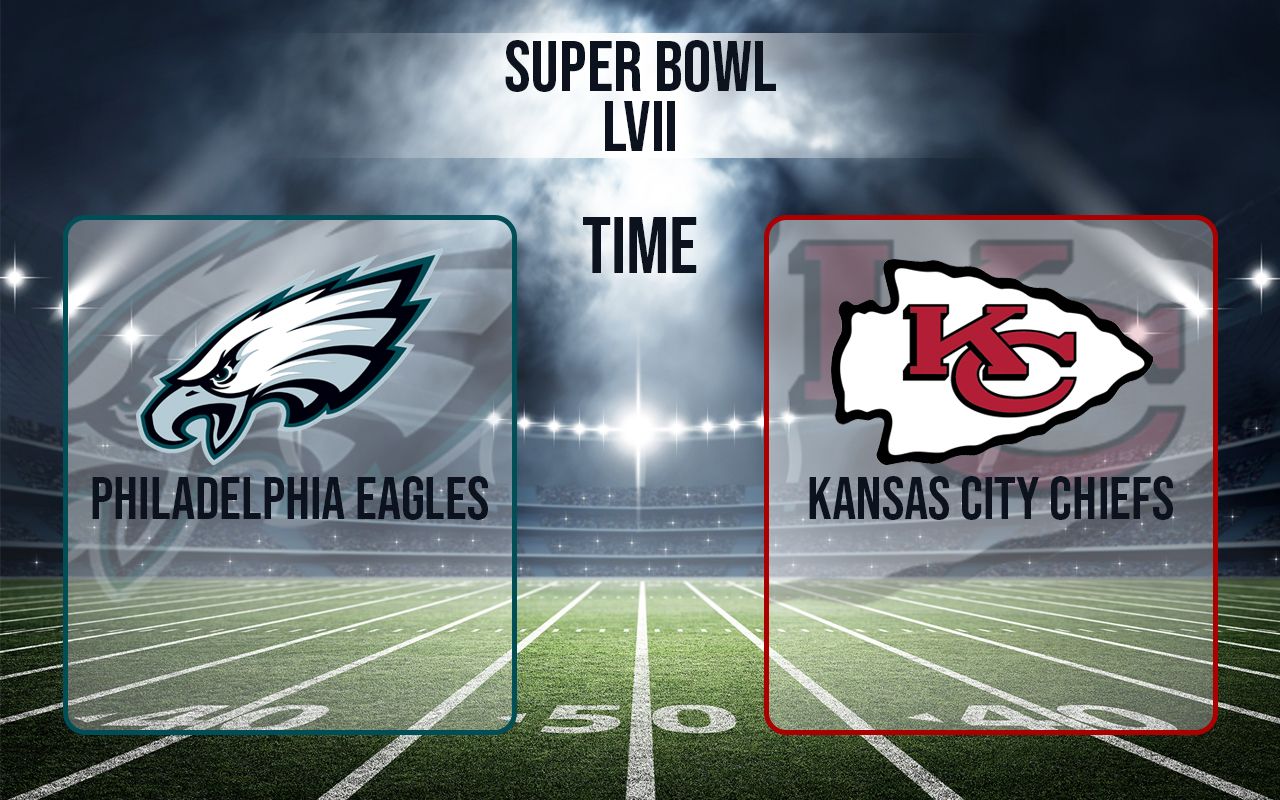 SUPER BOWL
LVII
TIME
KC
PHILADELPHIA EAGLES
KANSAS CITY CHIEFS
40
50
40